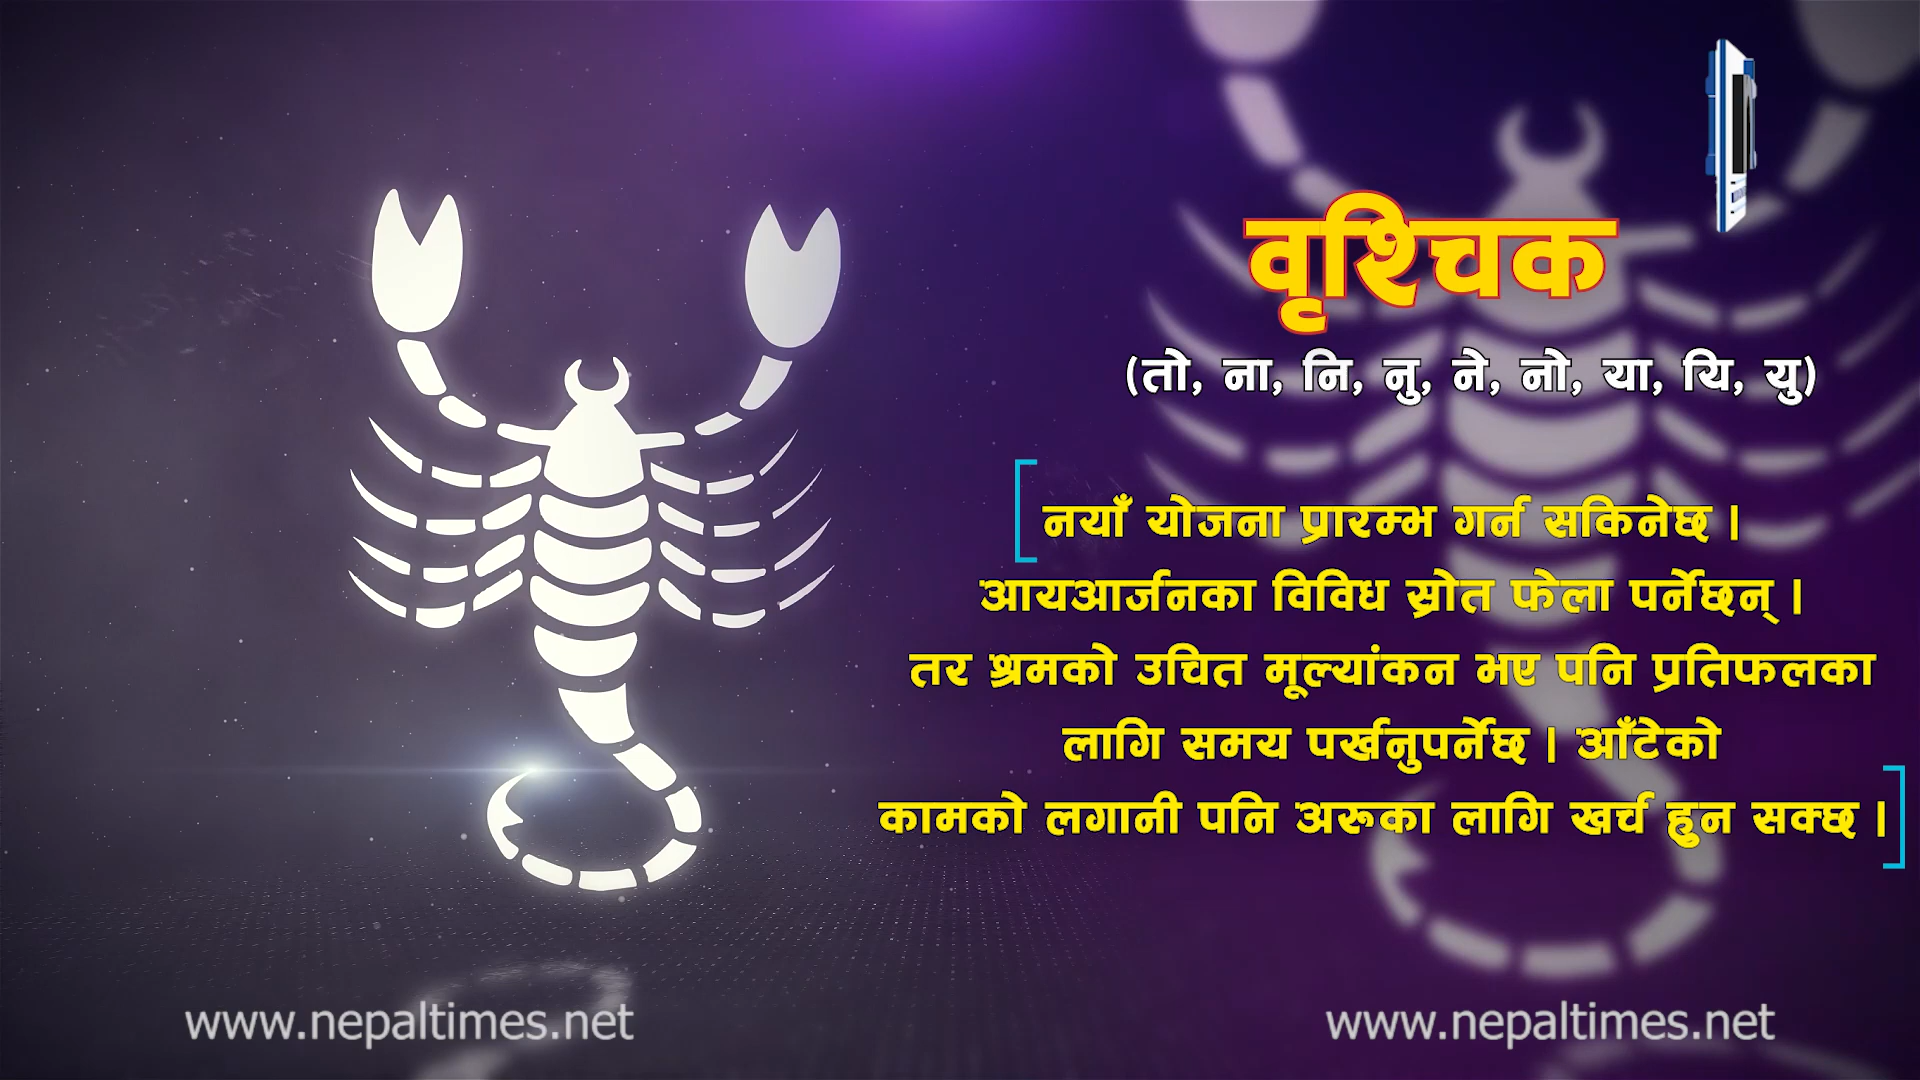 वृश्चिक
(तो, ना, नि, नु, ने, नो, या, यि, यु)
नयाँ योजना प्रारम्भ गर्न सकिनेछ ।
आयआर्जनका विविध स्रोत फेला पर्नेछन् ।
तर श्रमको उचित मूल्यांकन भए पनि प्रतिफलका
लागि समय पर्खनुपर्नेछ । आँटेको
कामको लगानी पनि अरूका लागि खर्च हुन सक्छ ।
www.nepaltimes.net
www.nepaltimes.net